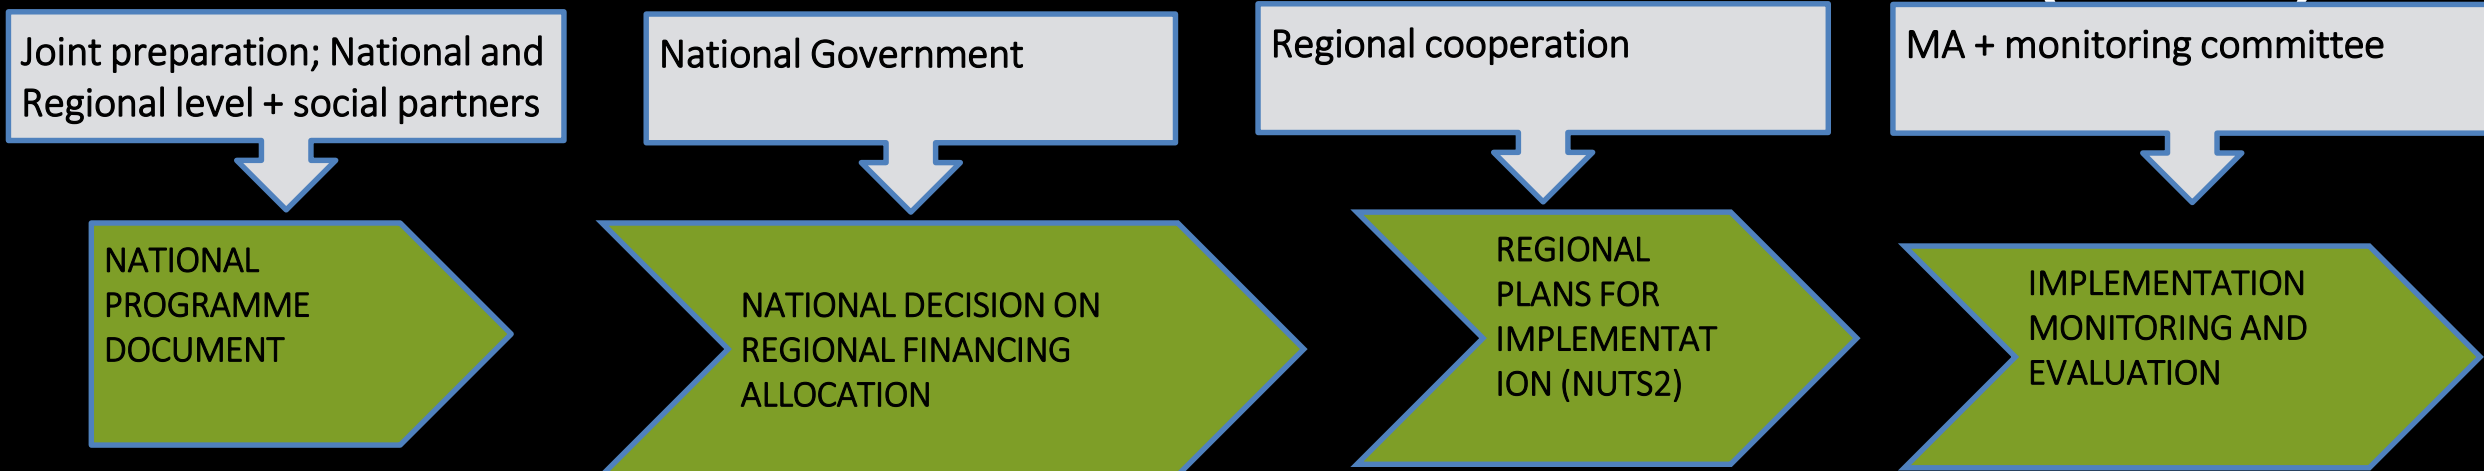 Joint preparation; National and
Regional level + social partners
National Government
Regional cooperation
MA + monitoring committee
NATIONAL
PROGRAMME
DOCUMENT
NATIONAL DECISION ON
REGIONAL FINANCING
ALLOCATION
REGIONAL
PLANS FOR
IMPLEMENTAT
ION (NUTS2)
IMPLEMENTATION
MONITORING AND
EVALUATION